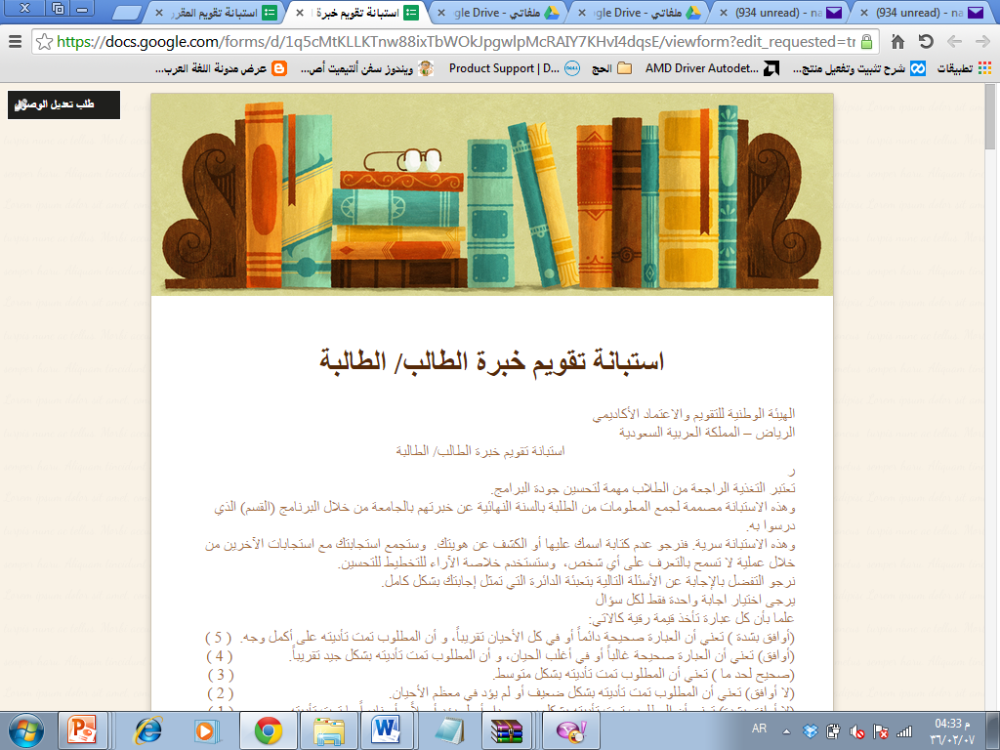 استبانة تقويم المقرر
استبانة تقويم خبرة ا
ملفاتي - gle Drive
ملفاتي - gle Drive
(934 unread) - na
(934 unread) - na
https://docs.google.com/forms/d/1q5cMtKLLKTnw88ixTbWOkJpgwlpMcRAIY7KHvI4dqsE/viewform?edit_requested=tr
تطبيقات
شرح تثبيت وتفعيل منتج...
AMD Driver Autodet...
الحج
Product Support | D...
ويندوز سفن ألتيميت أص...
عرض مدونة اللغة العرب...
طلب تعديل الوصول
استبانة تقويم خبرة الطالب/ الطالبة
الهيئة الوطنية للتقويم والاعتماد الأكاديمي
الرياض – المملكة العربية السعودية
استبانة تقويم خبرة الطالب/ الطالبة
ر
تعتبر التغذية الراجعة من الطلاب مهمة لتحسين جودة البرامج.
وهذه الاستبانة مصممة لجمع المعلومات من الطلبة بالسنة النهائية عن خبرتهم بالجامعة من خلال البرنامج (القسم) الذي
درسوا به.
وهذه الاستبانة سرية. فنرجو عدم كتابة اسمك عليها أو الكشف عن هويتك. وستجمع استجابتك مع استجابات الآخرين من
خلال عملية لا تسمح بالتعرف على أي شخص، وستستخدم خلاصة الآراء للتخطيط للتحسين.
نرجو التفضل بالإجابة عن الأسئلة التالية بتعبئة الدائرة التي تمثل إجابتك بشكل كامل.
يرجى اختيار اجابة واحدة فقط لكل سؤال
علما بأن كل عبارة تأخذ قيمة رقية كالاتي:
(أوافق بشدة ) تعني أن العبارة صحيحة دائماً أو في كل الأحيان تقريباً، و أن المطلوب تمت تأديته على أكمل وجه. ( 5 )
(أوافق) تعني أن العبارة صحيحة غالباً أو في أغلب الحيان، و أن المطلوب تمت تأديته بشكل جيد تقريباً. ( 4 )
(صحيح لحد ما ) تعني أن المطلوب تمت تأديته بشكل متوسط. ( 3 )
(لا أوافق) تعني أن المطلوب تمت تأديته بشكل ضعيف أو لم يؤد في معظم الأحيان. ( 2 )
AR
04:33 م
٣٦/٠٢/٠٧